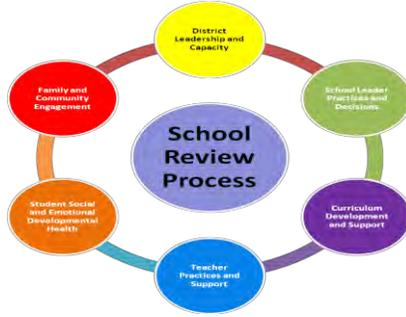 District
Leadership and
Capacity
School Leader
Practices and
Decisions
Curriculum
Development
and Support
Teacher
Practices and
Support
Student Social
and Emotional
Developmental
Health
Family and
Community
Engagement
School
Review
Process